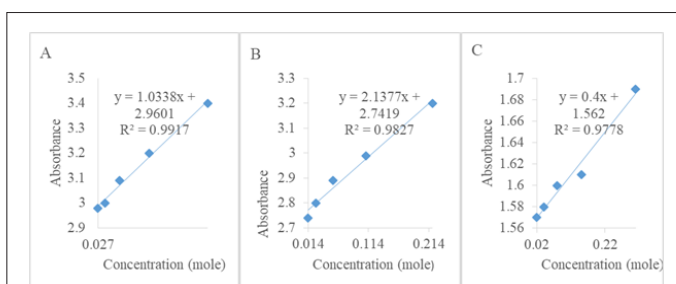 A
3.5
3.4
3.3
3.2
3.1
3
2.9
y = 1.0338x +
2.9601
R² = 0.9917
Absorbance
0.027
Concentration (mole)
B
3.3
3.2
3.1
3
2.9
2.8
2.7
y = 2.1377x +
2.7419
R² = 0.9827
Absorbance
0.014
0.114
0.214
Concentration (mole)
C
1.7
1.68
1.66
1.64
1.62
1.6
1.58
1.56
y = 0.4x +
1.562
R² = 0.9778
Absorbance
0.02
0.22
Concentration (mole)